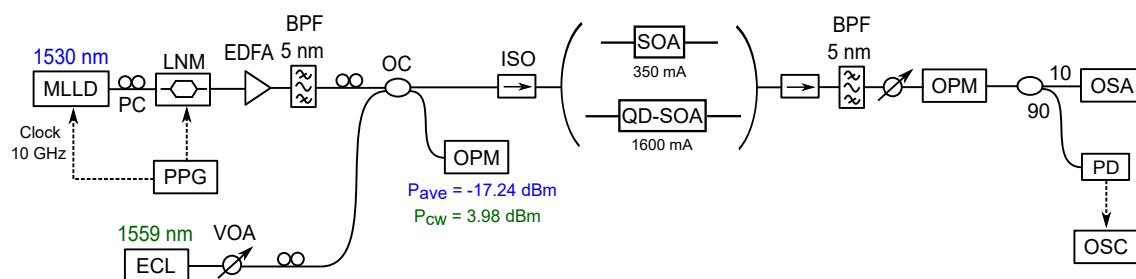 1530 nm
MLLD
PC
LNM
EDFA
BPF
5 nm
OC
ISO
SOA
350 mA
QD-SOA
1600 mA
BPF
5 nm
OPM
10
90
OSA
Clock
10 GHz
PPG
OPM
Pave = -17.24 dBm
Pcw = 3.98 dBm
PD
OSC
1559 nm
ECL
VOA